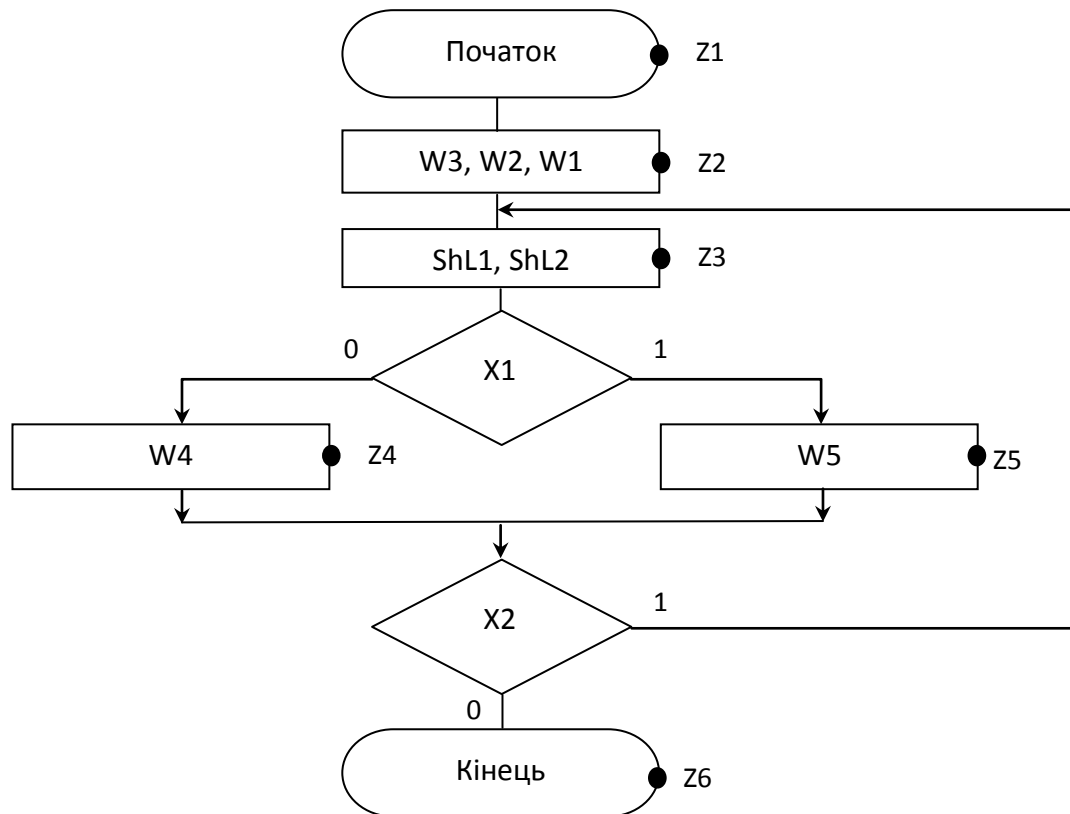 Початок
Z1
W3, W2, W1
Z2
ShL1, ShL2
Z3
0
X1
1
W4
Z4
W5
Z5
X2
1
0
Кінець
Z6